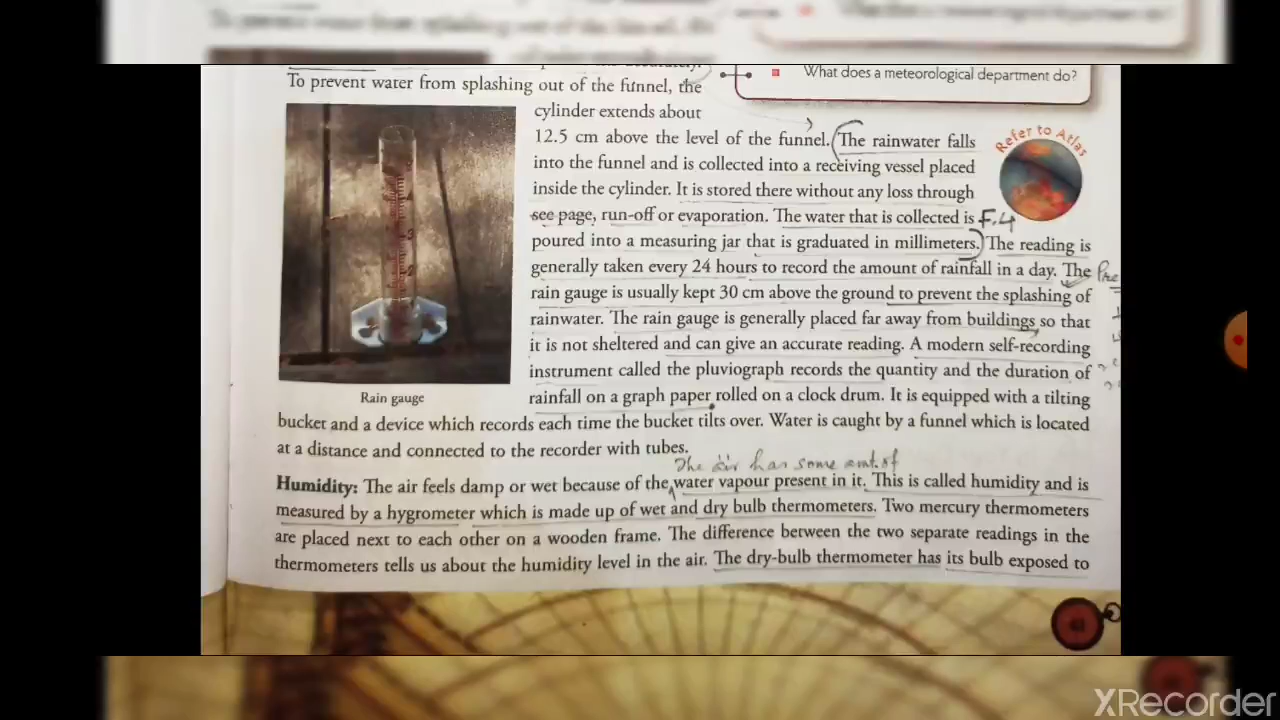 What does a meteorological department do?
To prevent water from splashing out of the funnel, the
cylinder extends about
12.5 cm above the level of the funnel. The rainwater falls
into the funnel and is collected into a receiving vessel placed
inside the cylinder. It is stored there without any loss through
see page, run-off or evaporation. The water that is collected is
poured into a measuring jar that is graduated in millimeters. The reading is
generally taken every 24 hours to record the amount of rainfall in a day. The
rain gauge is usually kept 30 cm above the ground to prevent the splashing of
rainwater. The rain gauge is generally placed far away from buildings so that
it is not sheltered and can give an accurate reading. A modern self-recording
instrument called the pluviograph records the quantity and the duration of
rainfall on a graph paper rolled on a clock drum. It is equipped with a tilting
bucket and a device which records each time the bucket tilts over. Water is caught by a funnel which is located
at a distance and connected to the recorder with tubes.
Refer to Atlas
F.4
Rain gauge
The air has some amt. of
Humidity: The air feels damp or wet because of the water vapour present in it. This is called humidity and is
measured by a hygrometer which is made up of wet and dry bulb thermometers. Two mercury thermometers
are placed next to each other on a wooden frame. The difference between the two separate readings in the
thermometers tells us about the humidity level in the air. The dry-bulb thermometer has its bulb exposed to
XRecorder